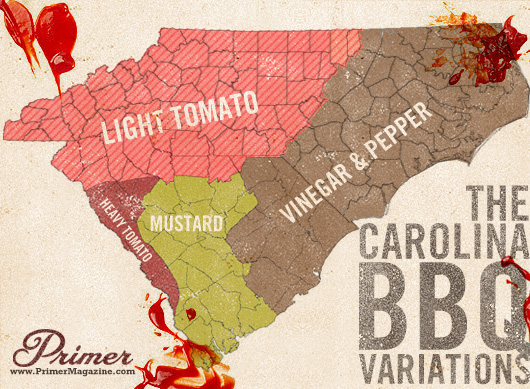 LIGHT TOMATO
VINEGAR & PEPPER
HEAVY TOMATO
MUSTARD
THE
CAROLINA
BBQ
VARIATIONS
Primer
www.PrimerMagazine.com